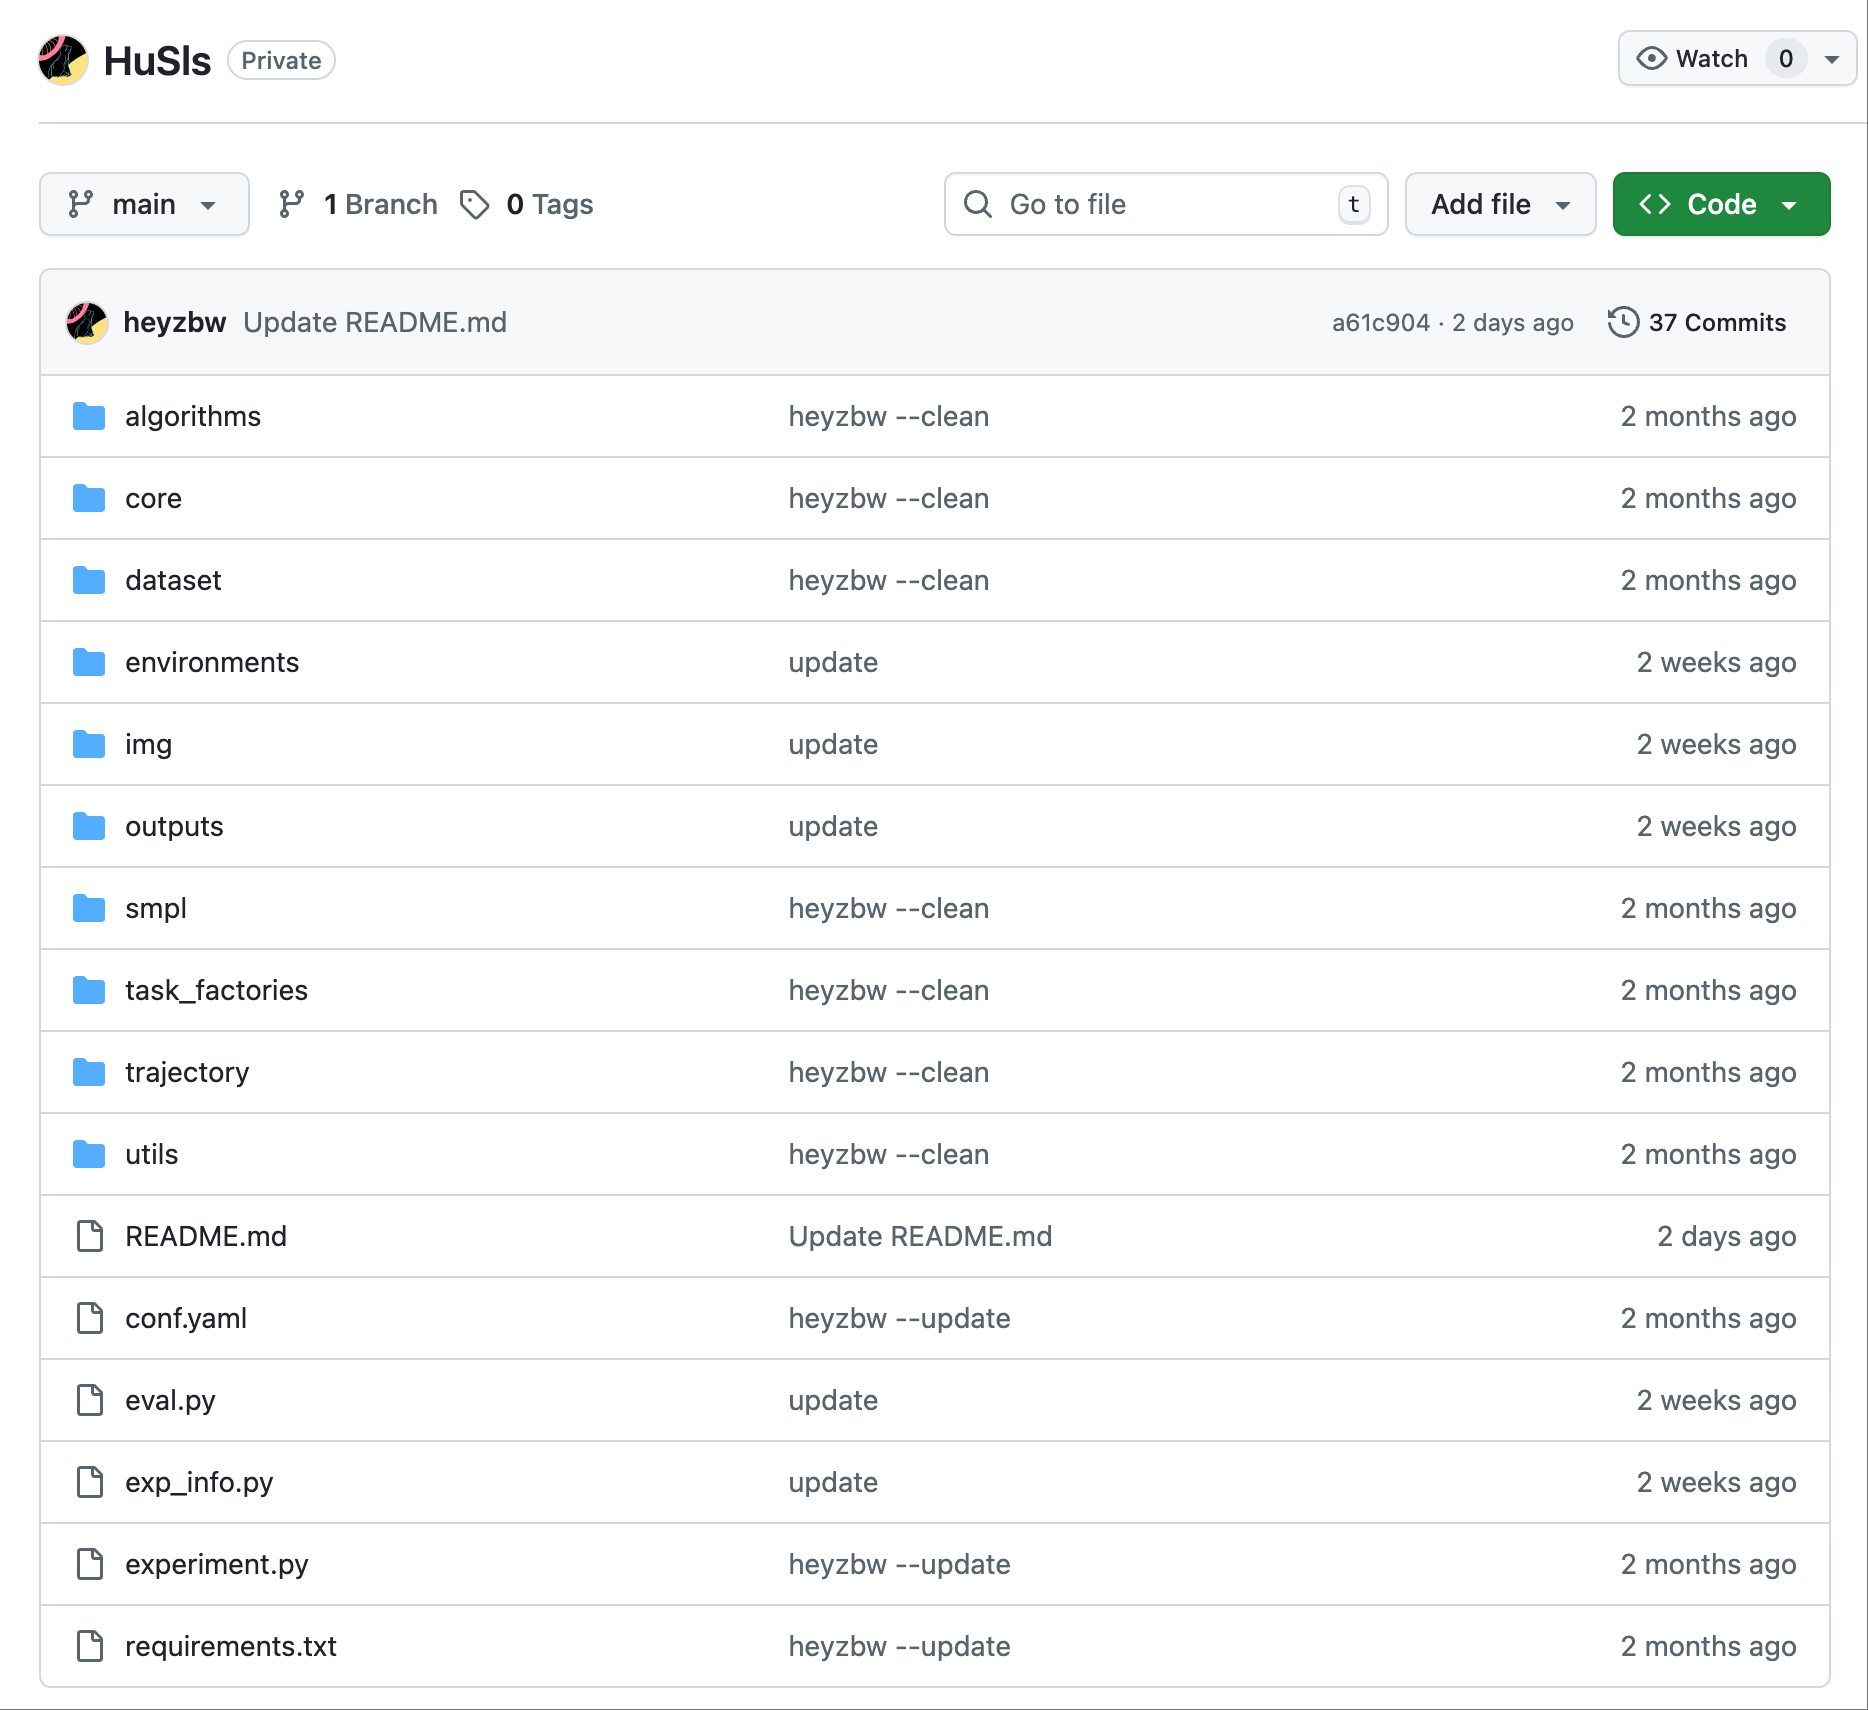 HuSls Private Watch 0
main 1 Branch 0 Tags Go to file t Add file Code
heyzbw Update README.md a61c904 · 2 days ago 37 Commits
algorithms heyzbw --clean 2 months ago
core heyzbw --clean 2 months ago
dataset heyzbw --clean 2 months ago
environments update 2 weeks ago
img update 2 weeks ago
outputs update 2 weeks ago
smpl heyzbw --clean 2 months ago
task_factories heyzbw --clean 2 months ago
trajectory heyzbw --clean 2 months ago
utils heyzbw --clean 2 months ago
README.md Update README.md 2 days ago
conf.yaml heyzbw --update 2 months ago
eval.py update 2 weeks ago
exp_info.py update 2 weeks ago
experiment.py heyzbw --update 2 months ago
requirements.txt heyzbw --update 2 months ago